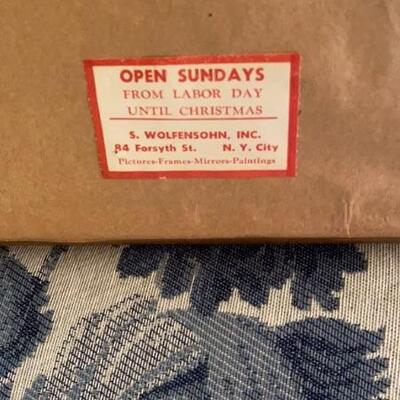 OPEN SUNDAYS
FROM LABOR DAY
UNTIL CHRISTMAS
S. WOLFENSOHN, INC.
84 Forsyth St. N. Y. City
Pictures-Frames-Mirrors-Paintings